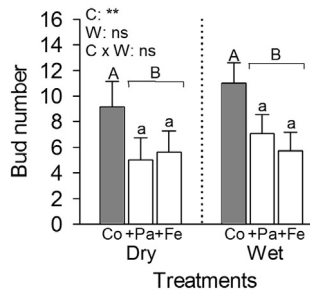 C: **
W: ns
C x W: ns
Bud number
16
14
12
10
8
6
4
2
0
A
B
a
a
A
B
a
a
Co +Pa+Fe
Co +Pa+Fe
Dry
Wet
Treatments